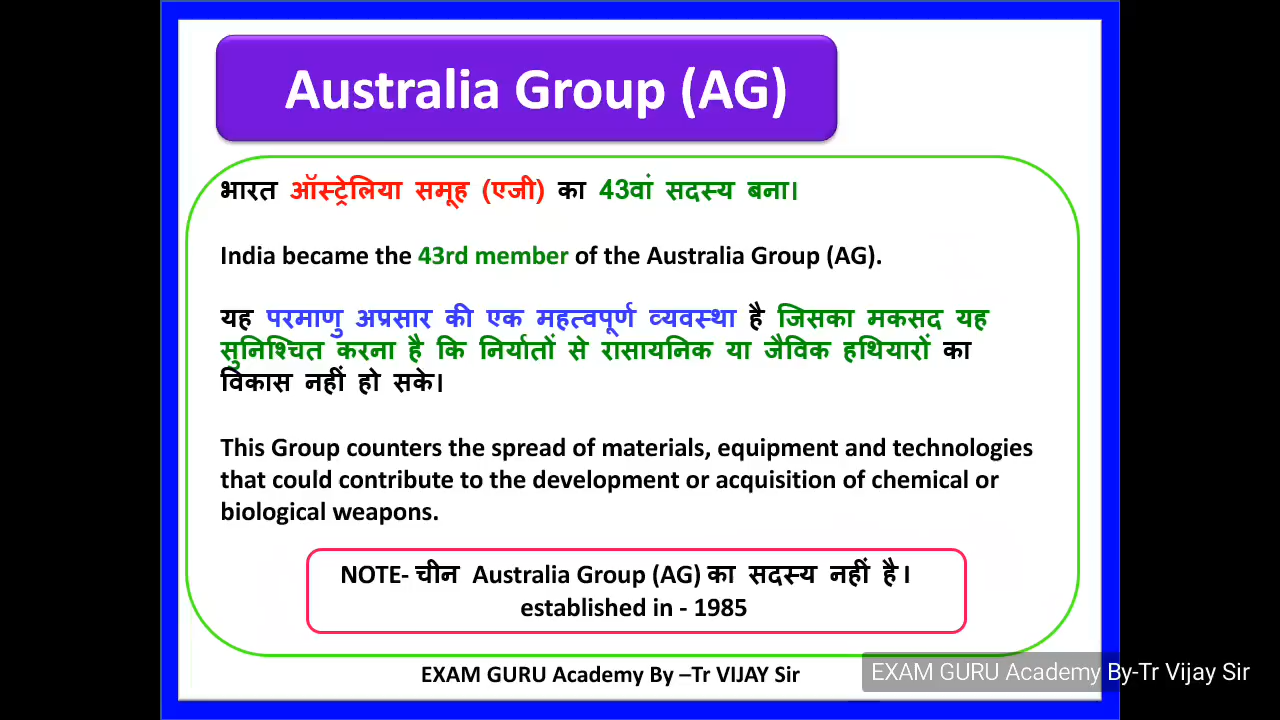 Australia Group (AG)
भारत ऑस्ट्रेलिया समूह (एजी) का 43वां सदस्य बना।
India became the 43rd member of the Australia Group (AG).
यह परमाणु अप्रसार की एक महत्वपूर्ण व्यवस्था है जिसका मकसद यह
सुनिश्चित करना है कि निर्यातों से रासायनिक या जैविक हथियारों का
विकास नहीं हो सके।
This Group counters the spread of materials, equipment and technologies
that could contribute to the development or acquisition of chemical or
biological weapons.
NOTE- चीन Australia Group (AG) का सदस्य नहीं है I
established in - 1985
EXAM GURU Academy By –Tr VIJAY Sir
EXAM GURU Academy By-Tr Vijay Sir